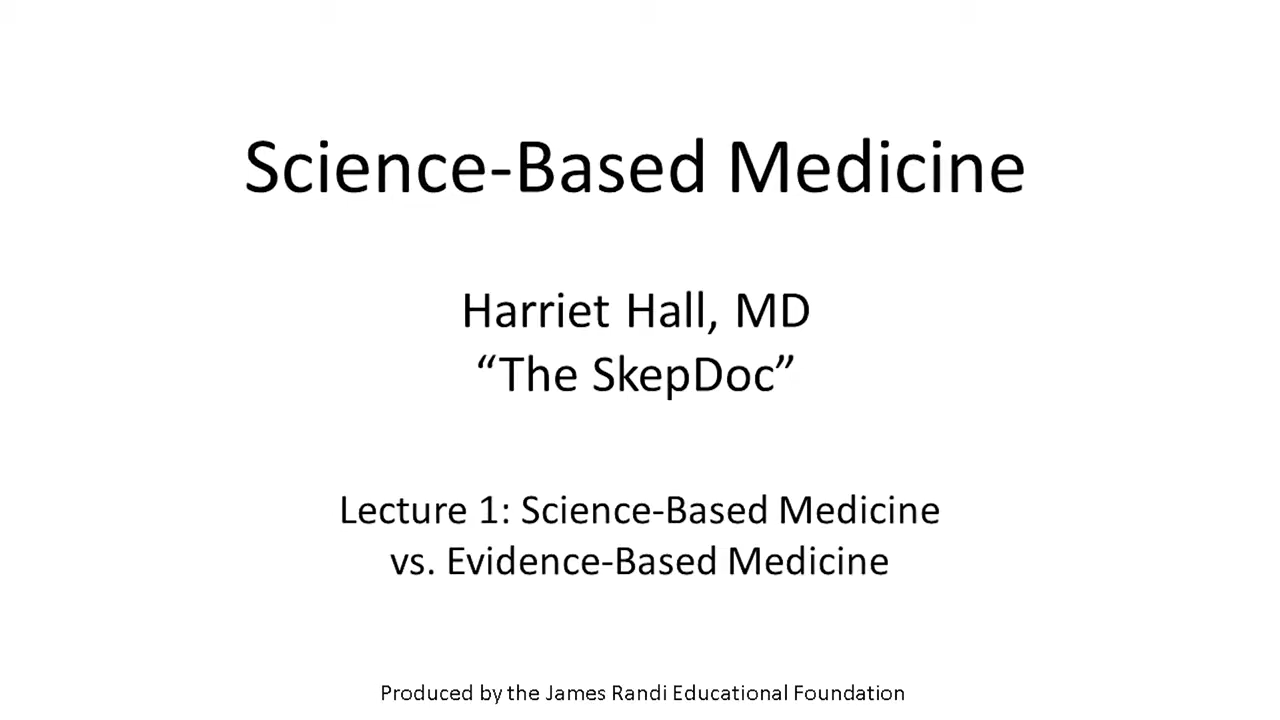 Science-Based Medicine
Harriet Hall, MD
“The SkepDoc”
Lecture 1: Science-Based Medicine
vs. Evidence-Based Medicine
Produced by the James Randi Educational Foundation